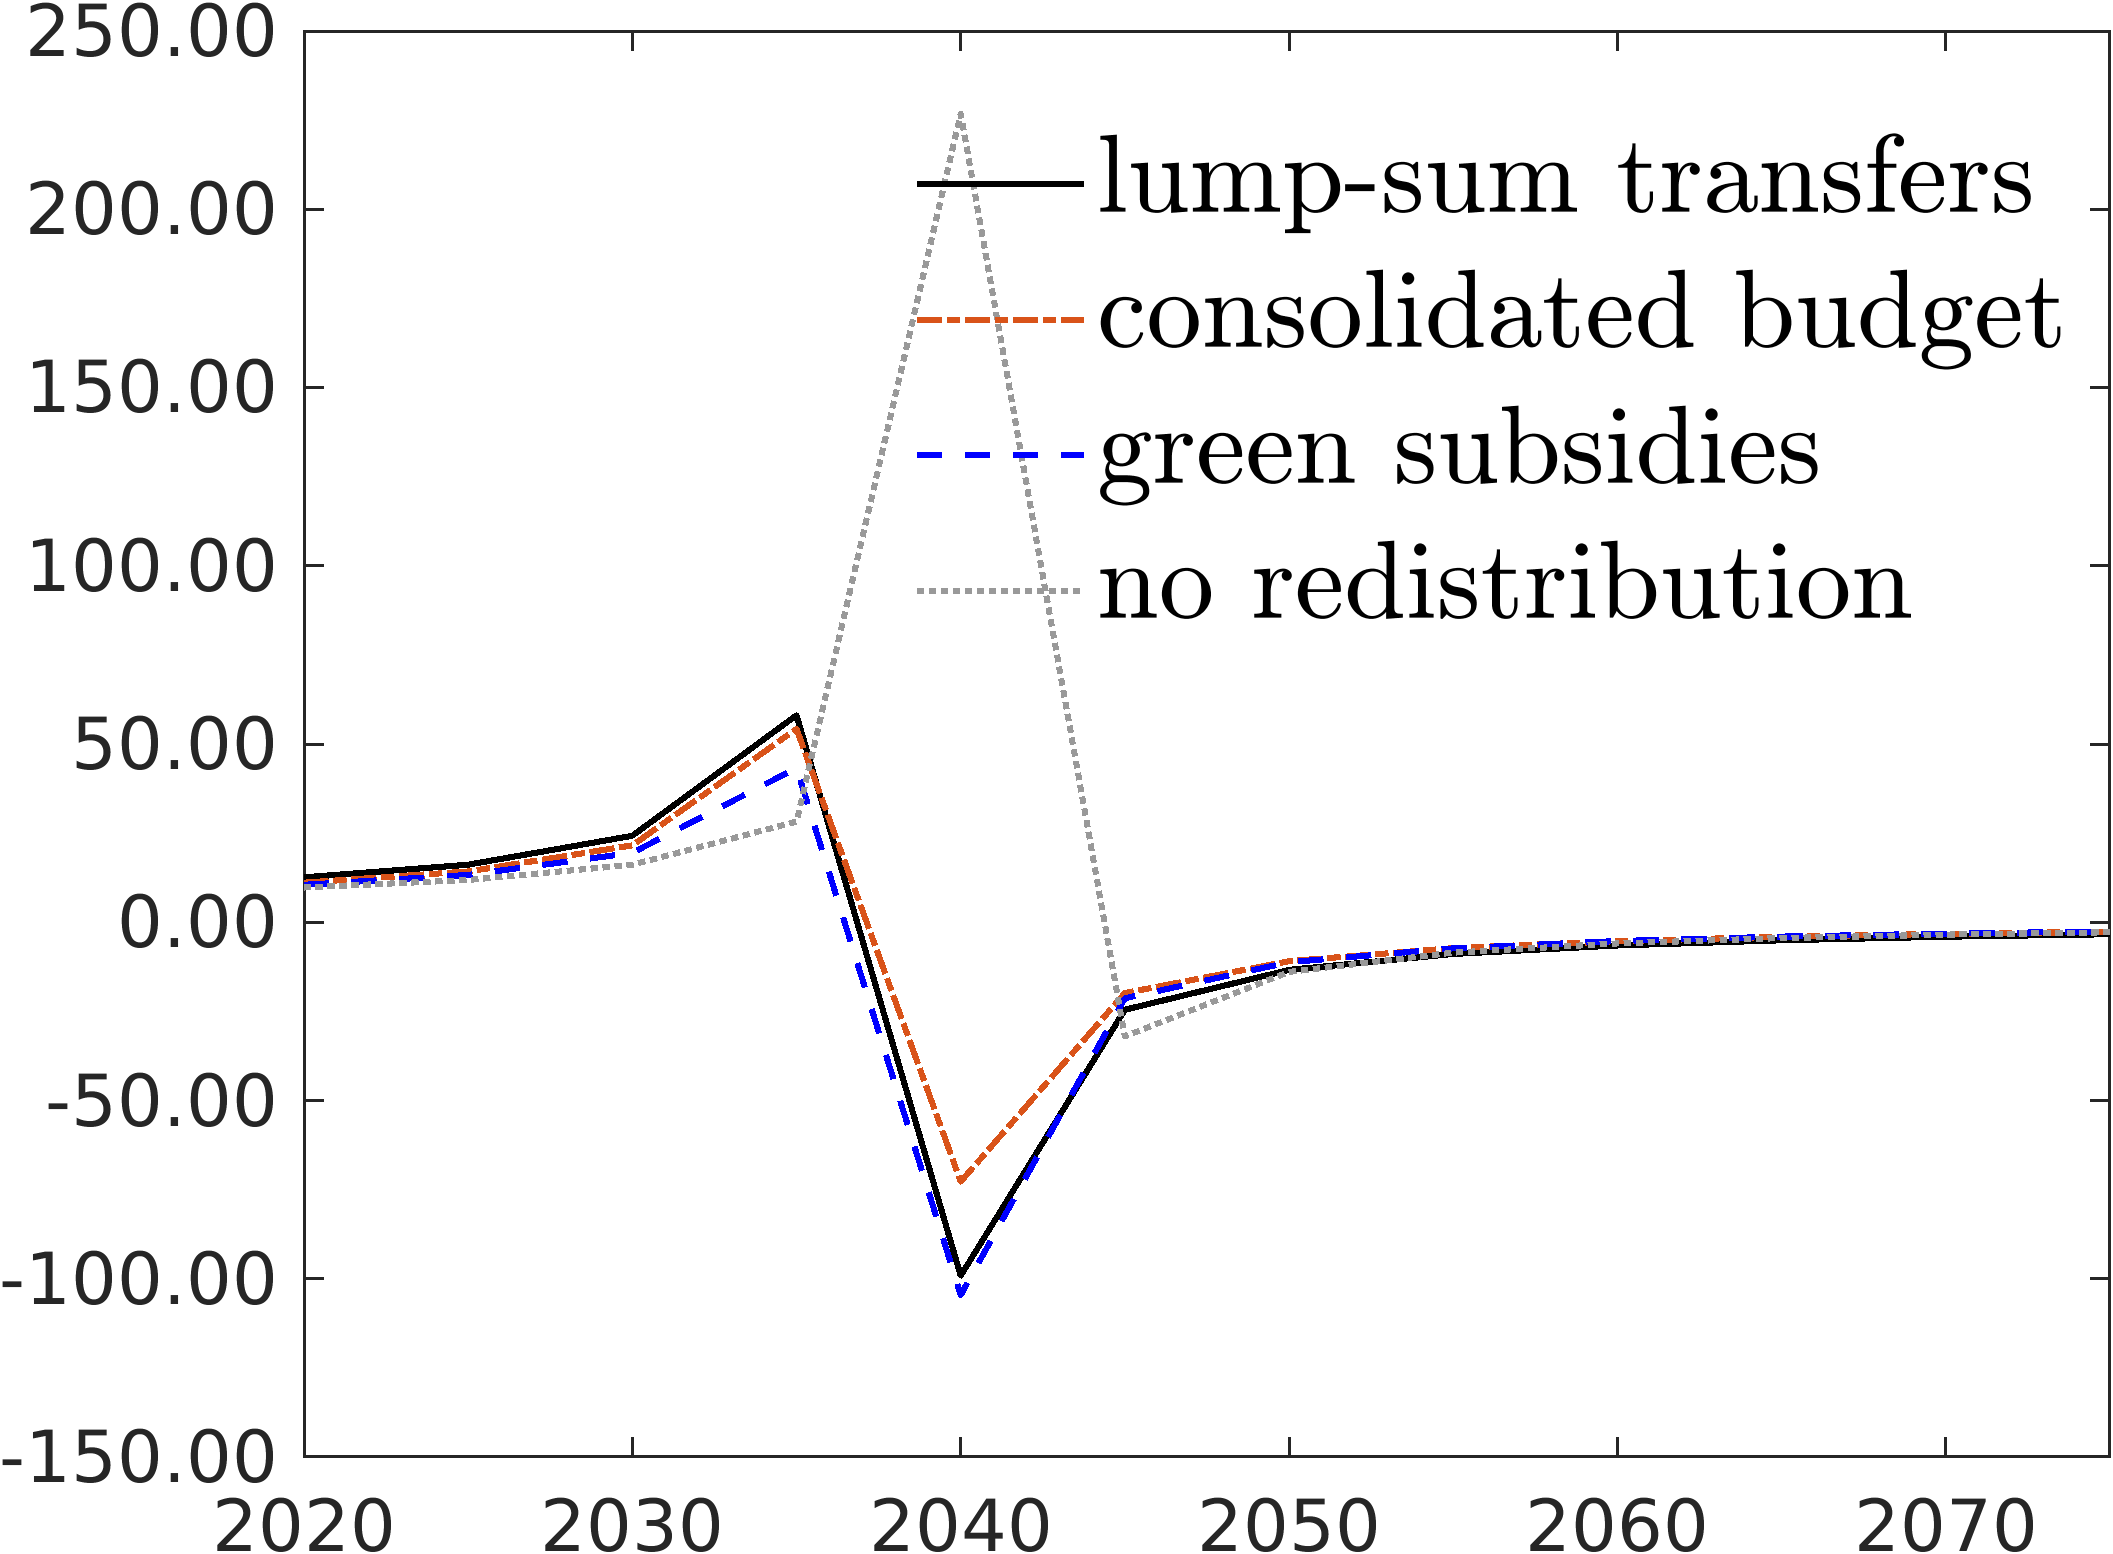 250.00
200.00
150.00
100.00
50.00
0.00
-50.00
-100.00
-150.00
2020 2030 2040 2050 2060 2070
lump-sum transfers
consolidated budget
green subsidies
no redistribution